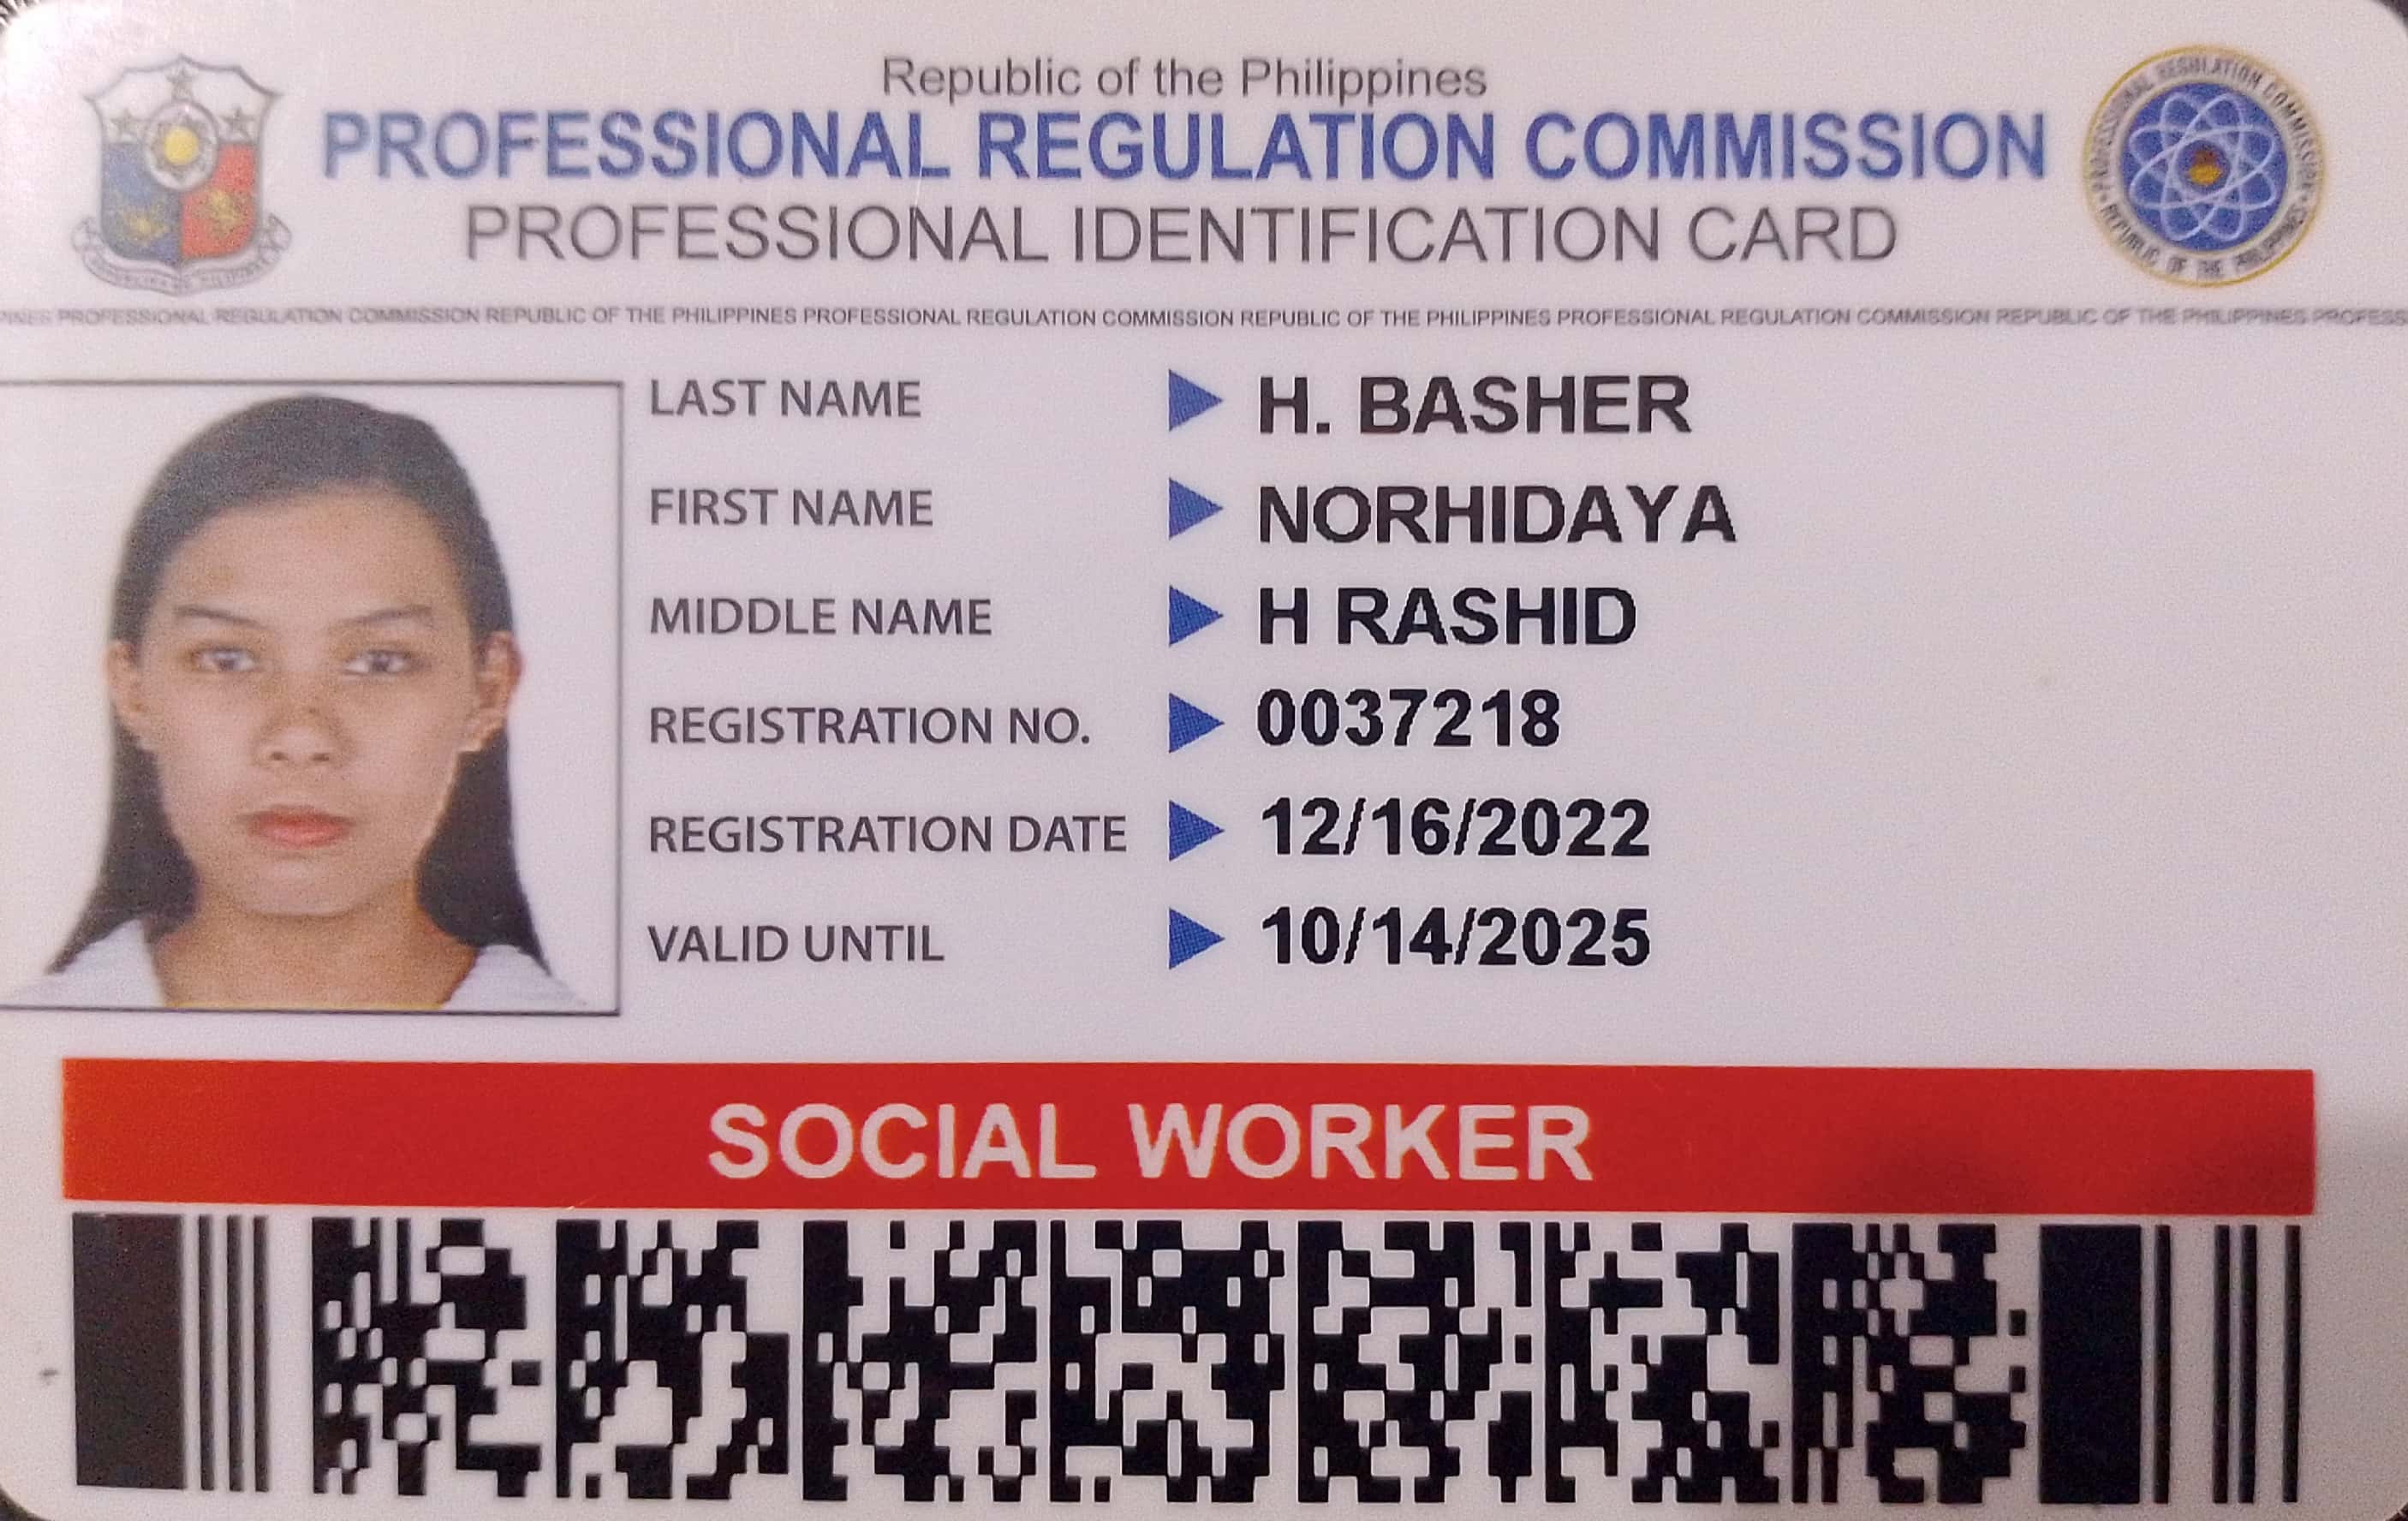 Republic of the Philippines
PROFESSIONAL REGULATION COMMISSION
PROFESSIONAL IDENTIFICATION CARD
PROFESSIONAL REGULATION COMMISSION
REPUBLIC OF THE PHILIPPINES
PROFESSIONAL REGULATION COMMISSION REPUBLIC OF THE PHILIPPINES PROFESSIONAL REGULATION COMMISSION REPUBLIC OF THE PHILIPPINES PROFESSIONAL REGULATION COMMISSION REPUBLIC OF THE PHILIPPINES
LAST NAME H. BASHER
FIRST NAME NORHIDAYA
MIDDLE NAME H RASHID
REGISTRATION NO. 0037218
REGISTRATION DATE 12/16/2022
VALID UNTIL 10/14/2025
SOCIAL WORKER